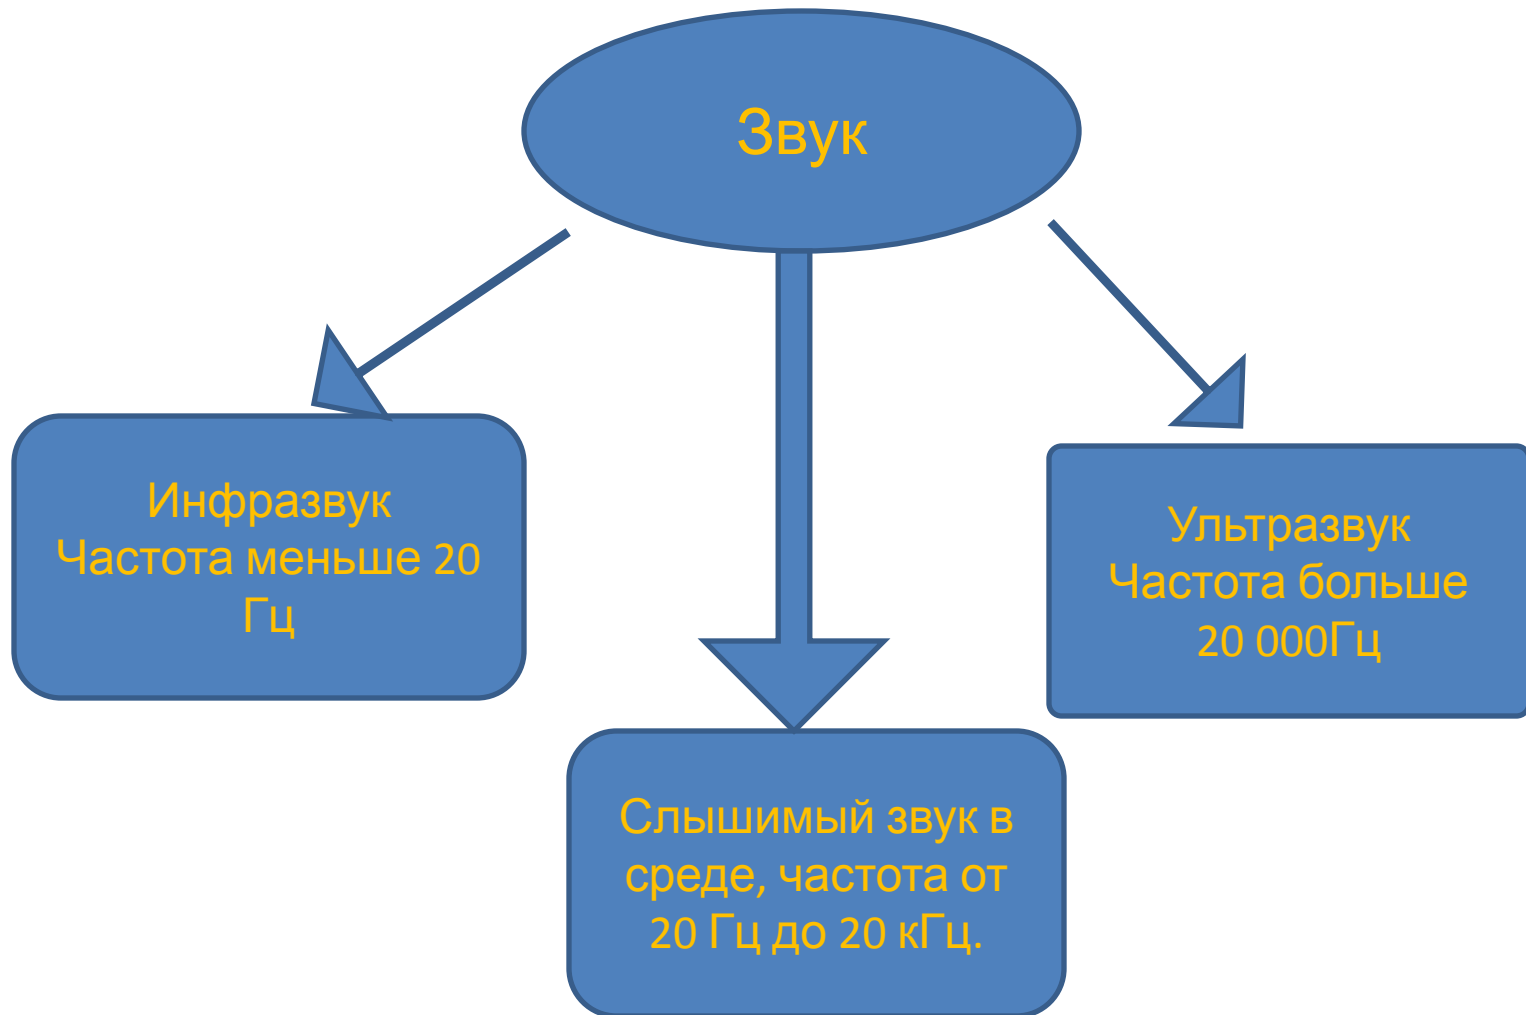 Звук
Инфразвук
Частота меньше 20
Гц
Ультразвук
Частота больше
20 000Гц
Слышимый звук в
среде, частота от
20 Гц до 20 кГц.